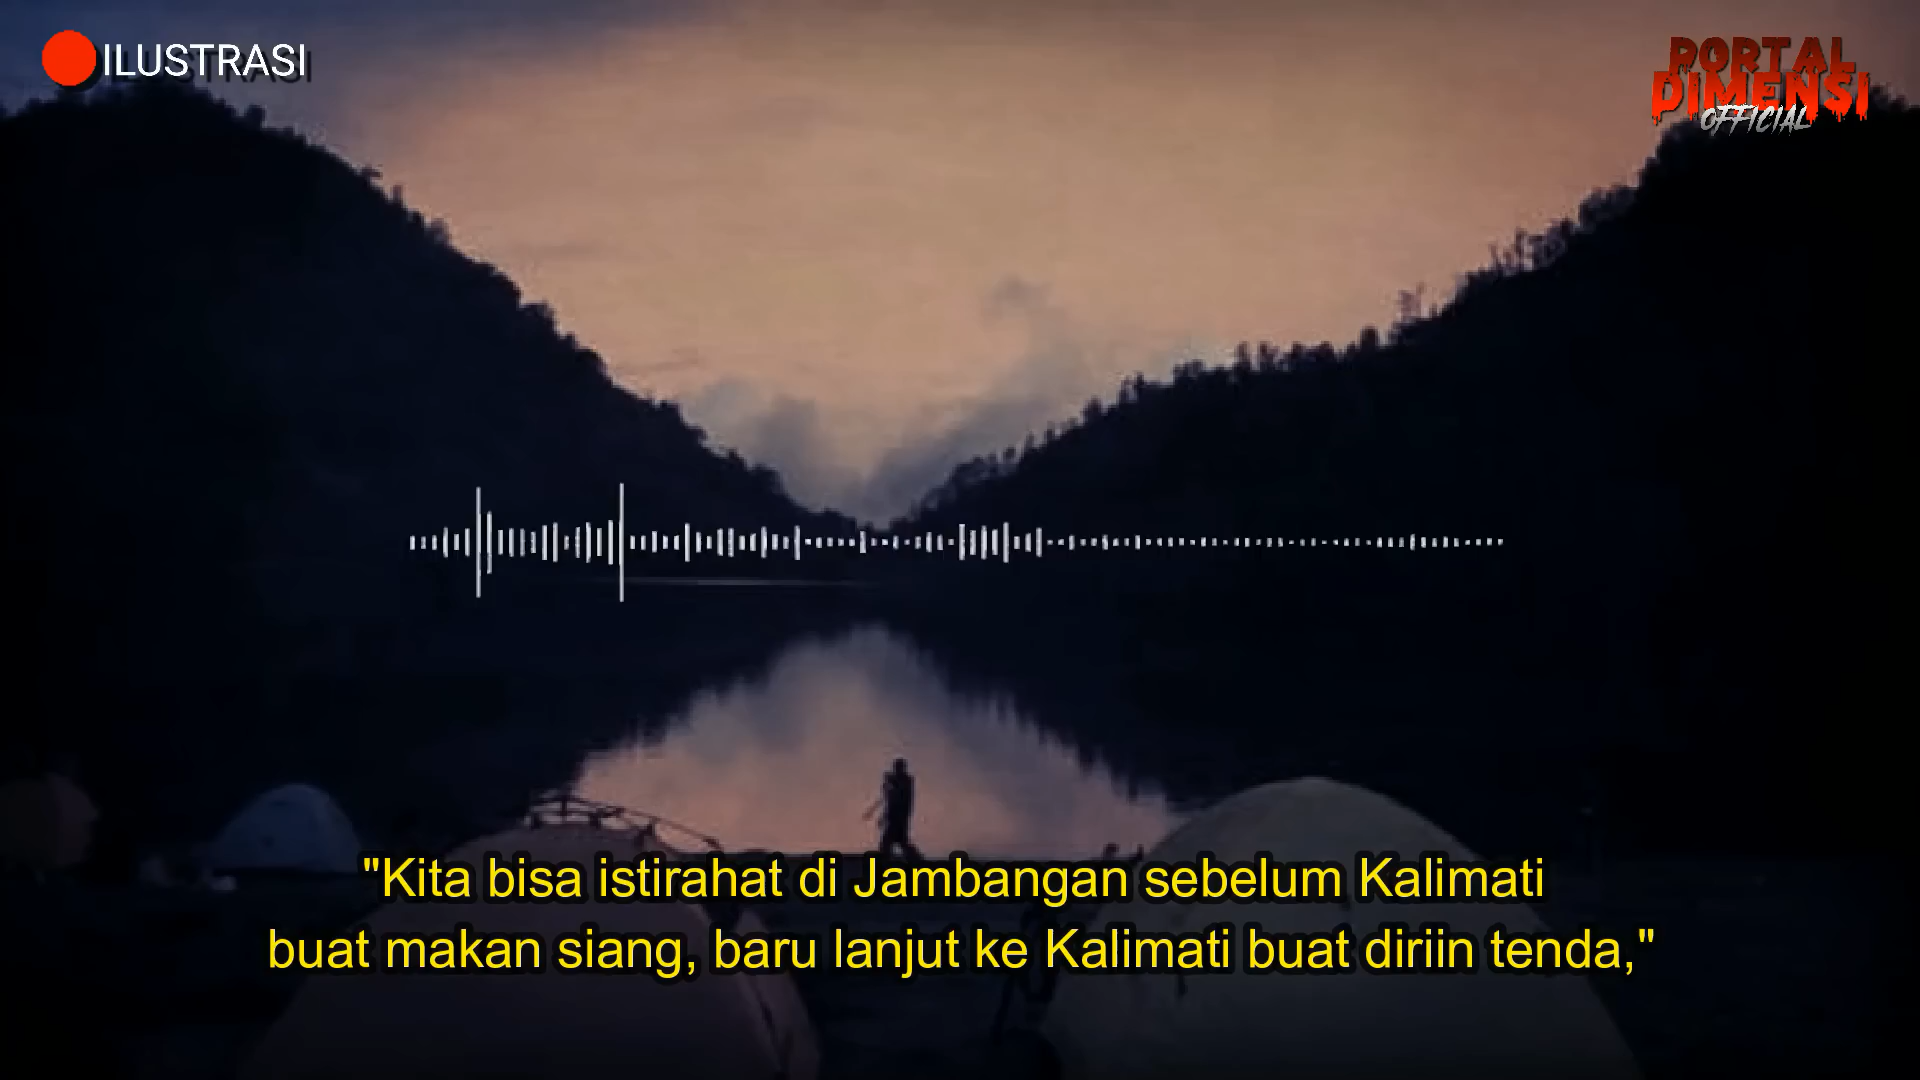 ILUSTRASI
PORTAL
DIMENSI
OFFICIAL
"Kita bisa istirahat di Jambangan sebelum Kalimati
buat makan siang, baru lanjut ke Kalimati buat diriin tenda,"